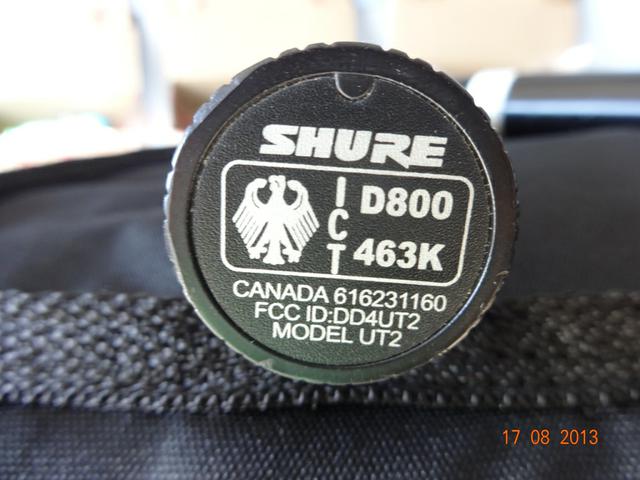 SHURE
ICT
D800
463K
CANADA 616231160
FCC ID:DD4UT2
MODEL UT2
17 08 2013